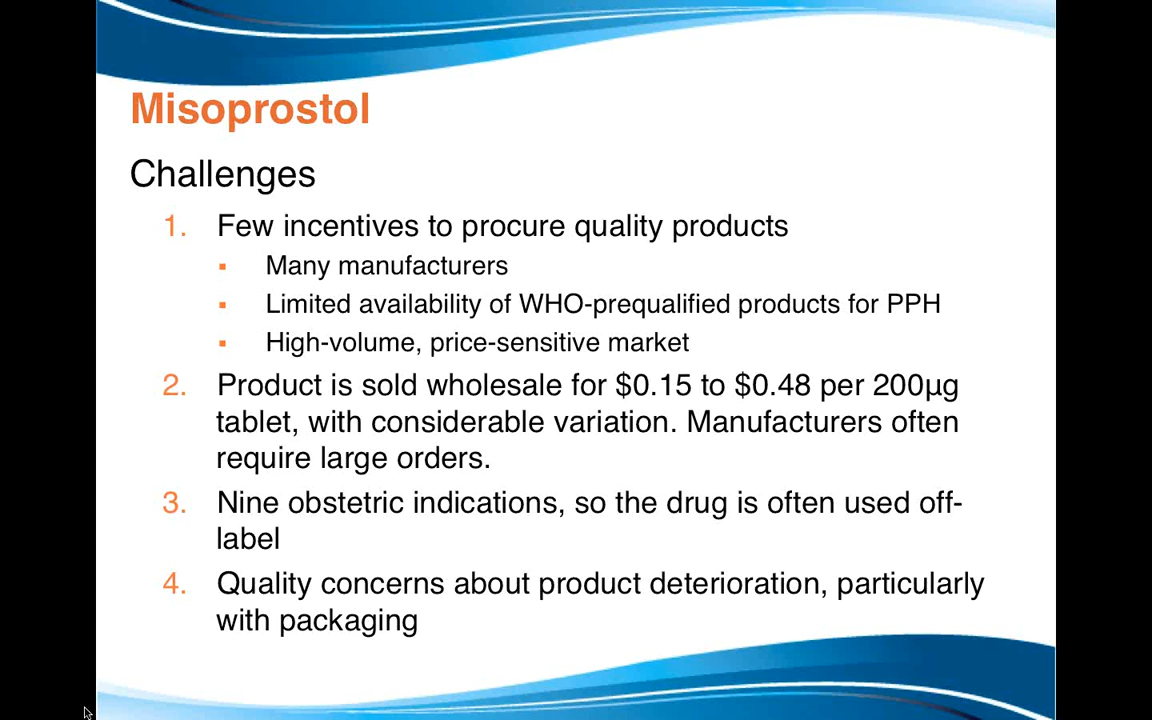 Misoprostol
Challenges
1. Few incentives to procure quality products
▪ Many manufacturers
▪ Limited availability of WHO-prequalified products for PPH
▪ High-volume, price-sensitive market
2. Product is sold wholesale for $0.15 to $0.48 per 200µg
tablet, with considerable variation. Manufacturers often
require large orders.
3. Nine obstetric indications, so the drug is often used off-
label
4. Quality concerns about product deterioration, particularly
with packaging